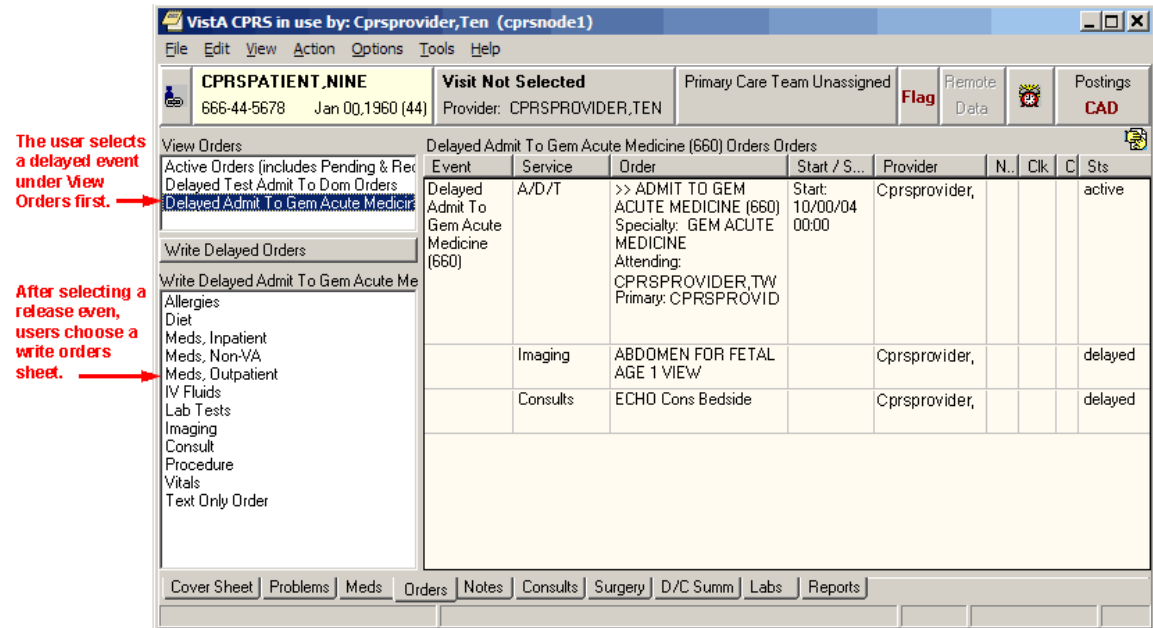 VistA CPRS in use by: Cprsprovider,Ten (cprsnode1)
File Edit View Action Options Tools Help
CPRSPATIENT,NINE
666-44-5678 Jan 00,1960 (44)
Visit Not Selected
Provider: CPRSPROVIDER,TEN
Primary Care Team Unassigned
Flag
Remote
Data
Postings
CAD
The user selects
a delayed event
under View
Orders first.
View Orders
Active Orders (includes Pending & Rec
Delayed Test Admit To Dom Orders
Delayed Admit To Gem Acute Medicin
Write Delayed Orders
After selecting a
release even,
users choose a
write orders
sheet.
Write Delayed Admit To Gem Acute Me
Allergies
Diet
Meds, Inpatient
Meds, Non-VA
Meds, Outpatient
IV Fluids
Lab Tests
Imaging
Consult
Procedure
Vitals
Text Only Order
Delayed Admit To Gem Acute Medicine (660) Orders Orders
Event Service Order Start / S... Provider N.. Clk C Sts
Delayed
Admit To
Gem Acute
Medicine
(660)
A/D/T
>> ADMIT TO GEM
ACUTE MEDICINE (660)
Specialty: GEM ACUTE
MEDICINE
Attending:
CPRSPROVIDER,TW
Primary: CPRSPROVID
Start:
10/00/04
00:00
Cprsprovider,
active
Imaging
ABDOMEN FOR FETAL
AGE 1 VIEW
Cprsprovider,
delayed
Consults
ECHO Cons Bedside
Cprsprovider,
delayed
Cover Sheet Problems Meds Orders Notes Consults Surgery D/C Summ Labs Reports